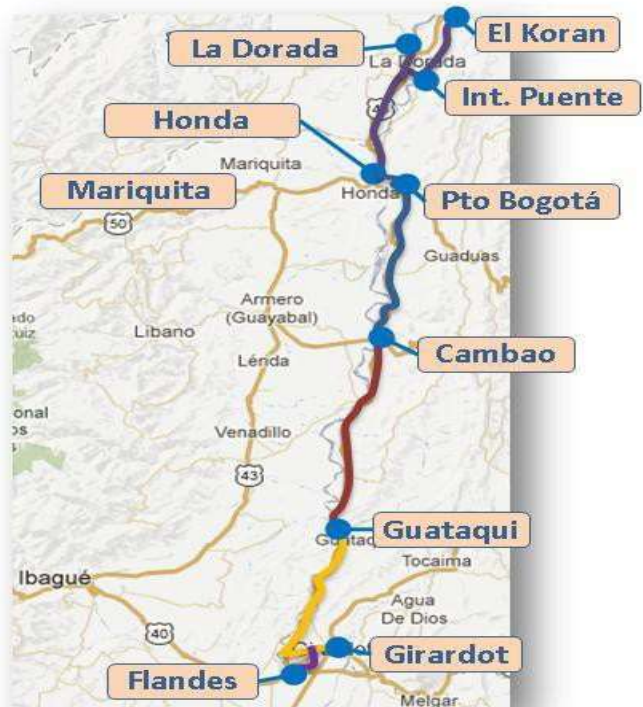 El Koran
La Dorada
La Dorada
Int. Puente
Honda
Mariquita
Honda
Mariquita
Pto Bogotá
50
Guaduas
Armero
(Guayabal)
Libano
Cambao
Lérida
Venadillo
43
Guataqui
Ibagué
Tocaima
Agua
De Dios
40
Girardot
Flandes
Melgar